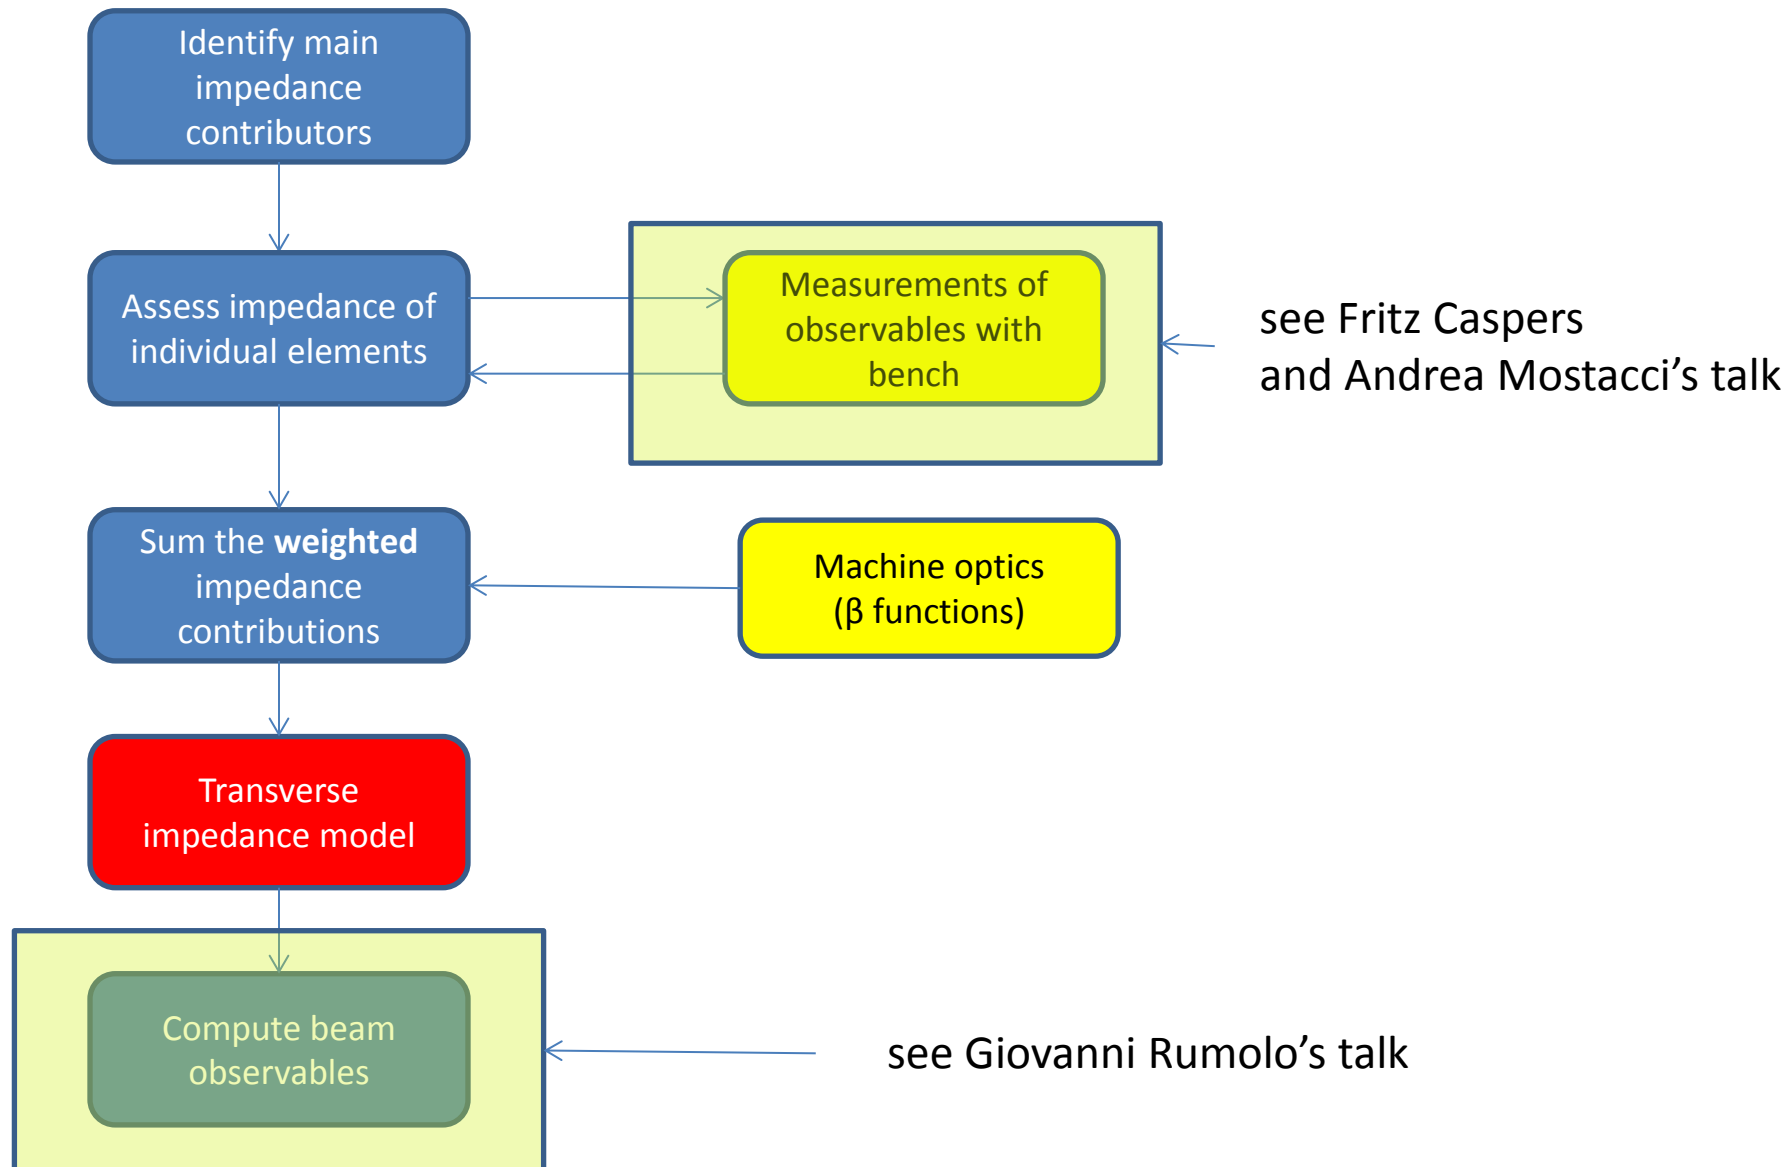 Identify main
impedance
contributors
Assess impedance of
individual elements
Measurements of
observables with
bench
see Fritz Caspers
and Andrea Mostacci’s talk
Sum the weighted
impedance
contributions
Machine optics
(β functions)
Transverse
impedance model
Compute beam
observables
see Giovanni Rumolo’s talk